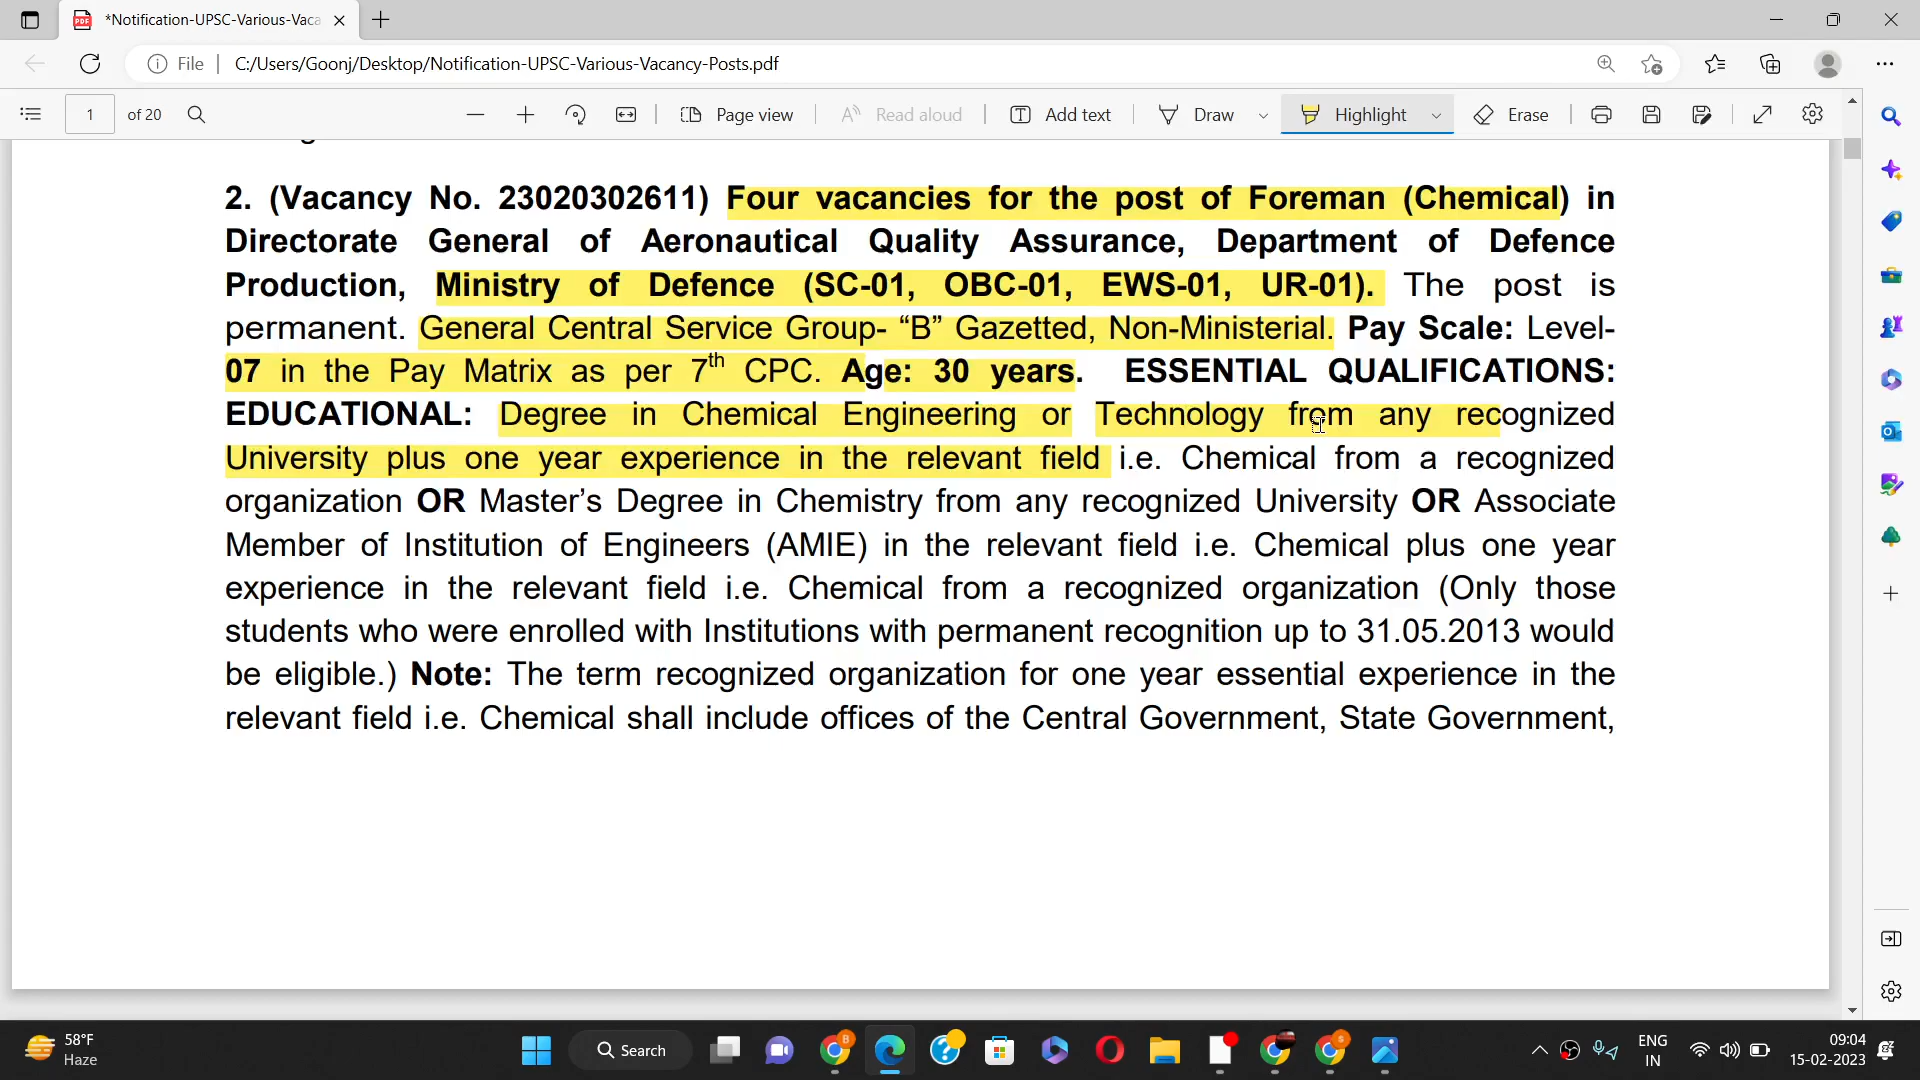 *Notification-UPSC-Various-Vaca
File
C:/Users/Goonj/Desktop/Notification-UPSC-Various-Vacancy-Posts.pdf
1 of 20
Page view
Read aloud
Add text
Draw
Highlight
Erase
2. (Vacancy No. 23020302611) Four vacancies for the post of Foreman (Chemical) in
Directorate General of Aeronautical Quality Assurance, Department of Defence
Production, Ministry of Defence (SC-01, OBC-01, EWS-01, UR-01). The post is
permanent. General Central Service Group- “B” Gazetted, Non-Ministerial. Pay Scale: Level-
07 in the Pay Matrix as per 7th CPC. Age: 30 years. ESSENTIAL QUALIFICATIONS:
EDUCATIONAL: Degree in Chemical Engineering or Technology from any recognized
University plus one year experience in the relevant field i.e. Chemical from a recognized
organization OR Master’s Degree in Chemistry from any recognized University OR Associate
Member of Institution of Engineers (AMIE) in the relevant field i.e. Chemical plus one year
experience in the relevant field i.e. Chemical from a recognized organization (Only those
students who were enrolled with Institutions with permanent recognition up to 31.05.2013 would
be eligible.) Note: The term recognized organization for one year essential experience in the
relevant field i.e. Chemical shall include offices of the Central Government, State Government,
58°F
Haze
Search
ENG
IN
09:04
15-02-2023